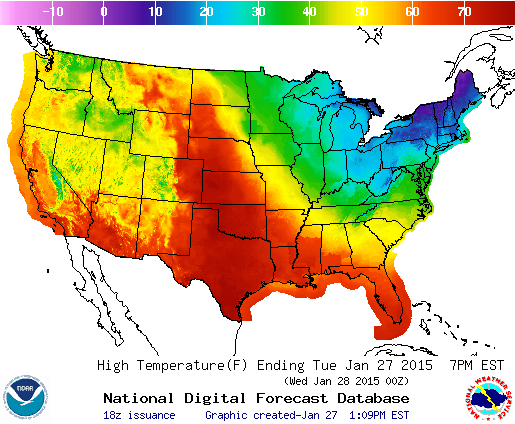 -10 0 10 20 30 40 50 60 70
High Temperature(F) Ending Tue Jan 27 2015 7PM EST
(Wed Jan 28 2015 00Z)
National Digital Forecast Database
18z issuance Graphic created-Jan 27 1:09PM EST
NOAA
NATIONAL WEATHER SERVICE